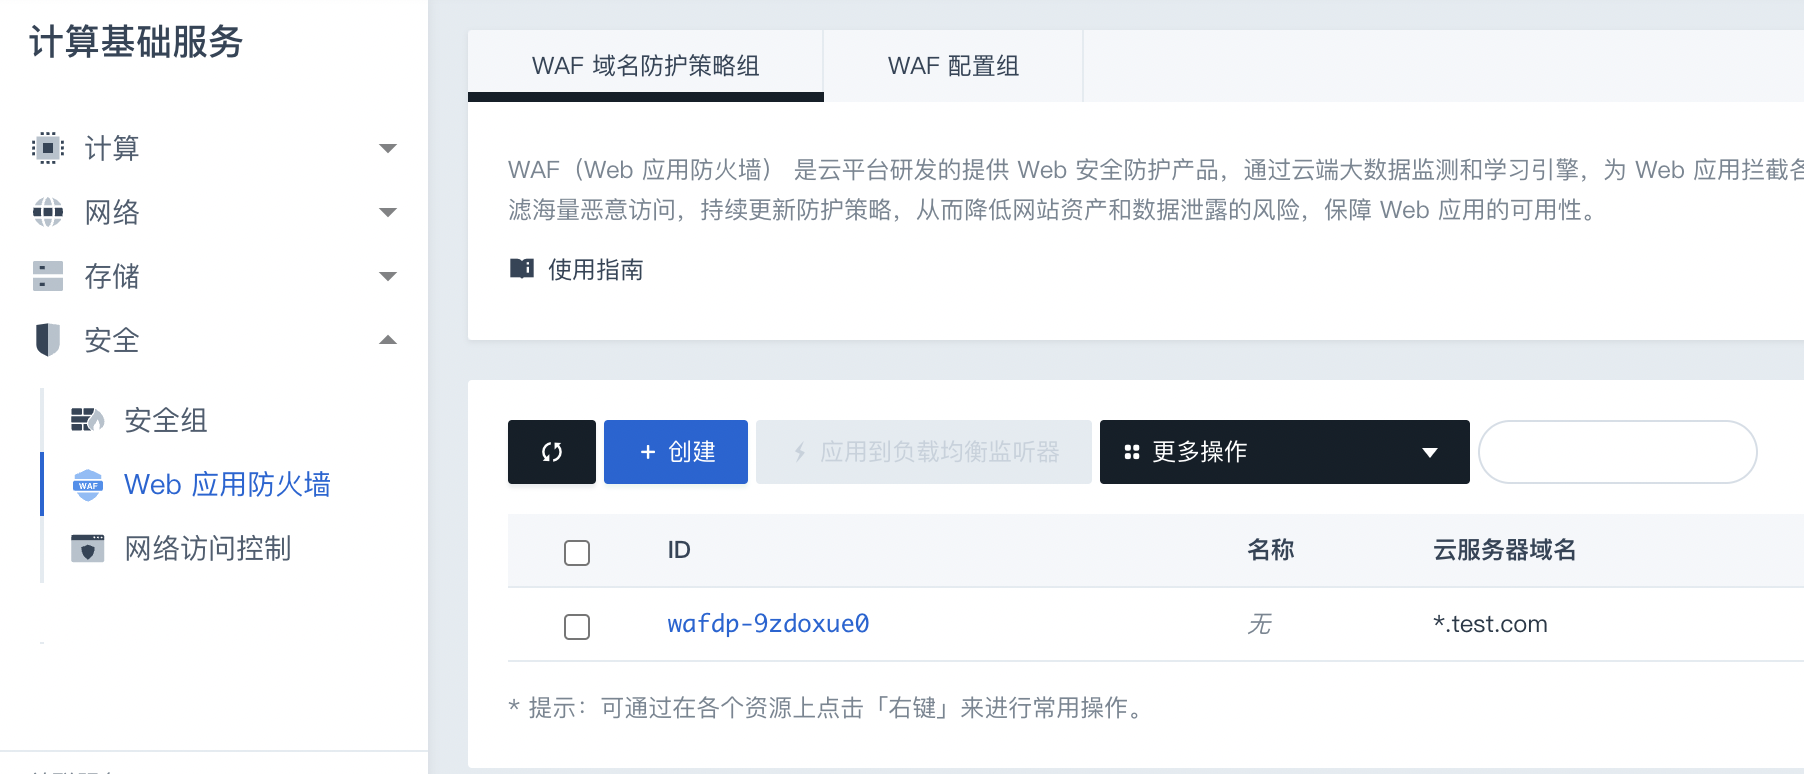 计算基础服务
计算
网络
存储
安全
安全组
WAF
Web 应用防火墙
网络访问控制
WAF 域名防护策略组
WAF 配置组
WAF（Web 应用防火墙） 是云平台研发的提供 Web 安全防护产品，通过云端大数据监测和学习引擎，为 Web 应用拦截各
滤海量恶意访问，持续更新防护策略，从而降低网站资产和数据泄露的风险，保障 Web 应用的可用性。
使用指南
+ 创建
应用到负载均衡监听器
更多操作
ID 名称 云服务器域名
wafdp-9zdoxue0 无 *.test.com
* 提示：可通过在各个资源上点击「右键」来进行常用操作。